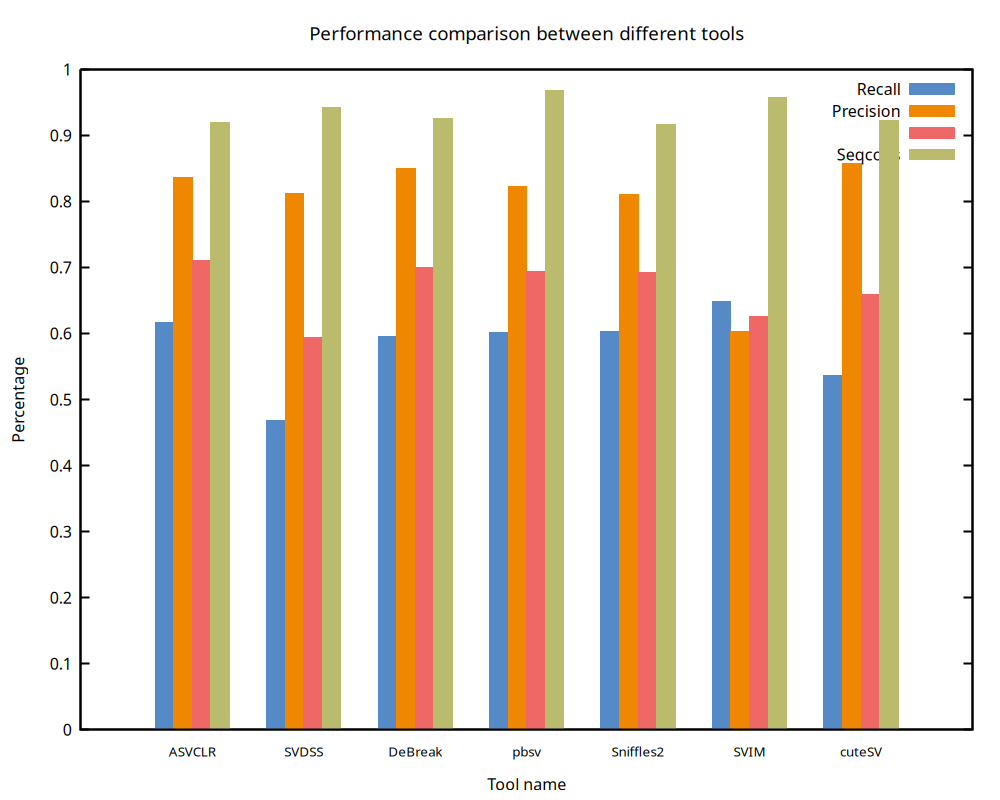 Performance comparison between different tools
1
0.9
0.8
0.7
0.6
0.5
0.4
0.3
0.2
0.1
0
Percentage
Recall
Precision
ASVCLR
SVDSS
DeBreak
pbsv
Sniffles2
SVIM
cuteSV
Tool name